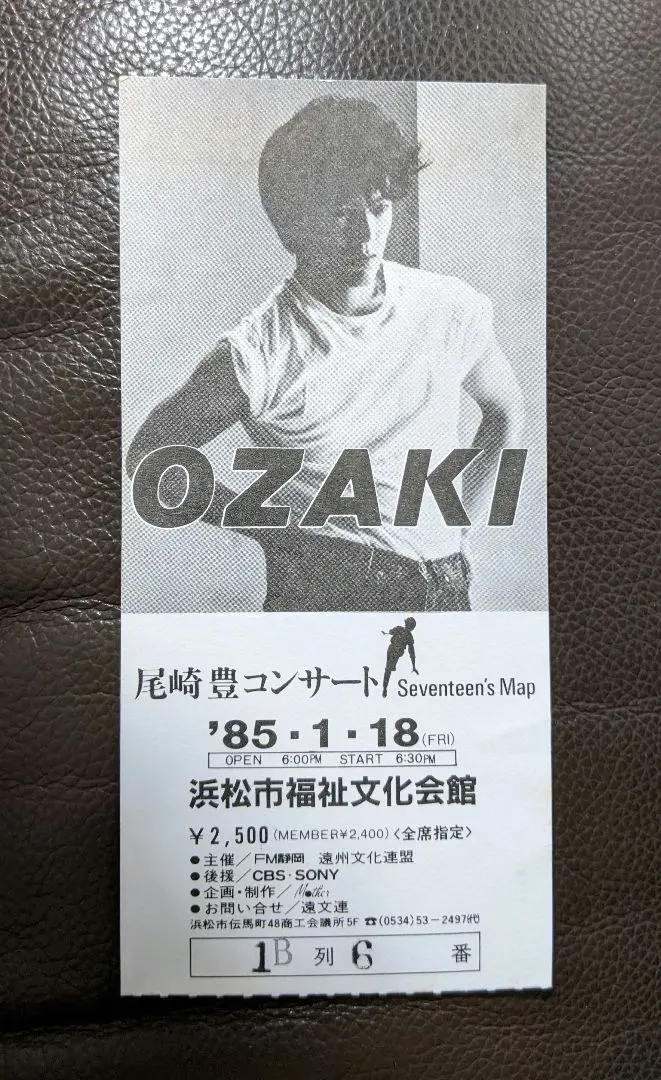 OZAKI
尾崎 豊コンサート Seventeen's Map
'85・1・18(FRI)
OPEN 6:00PM START 6:30PM
浜松市福祉文化会館
¥2,500(MEMBER¥2,400)〈全席指定〉
●主催/FM静岡 遠州文化連盟
●後援/CBS・SONY
●企画・制作/Mother
●お問い合せ/遠文連
浜松市伝馬町48商工会議所5F ☎(0534)53-2497㈹
1B 列 6 番